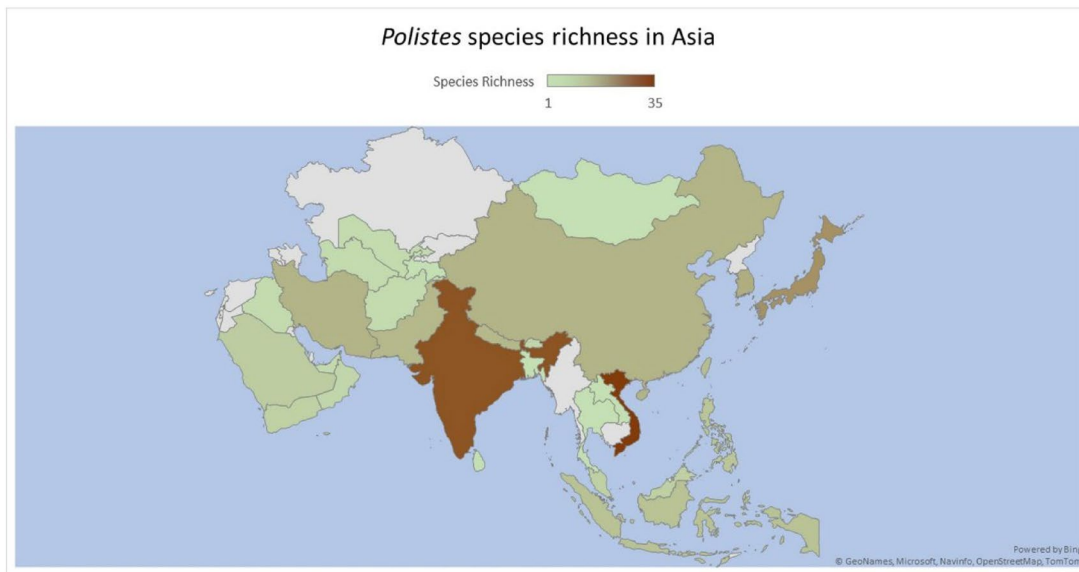 Polistes species richness in Asia
Species Richness
1 35
Powered by Bing
© GeoNames, Microsoft, Navinfo, OpenStreetMap, TomTom